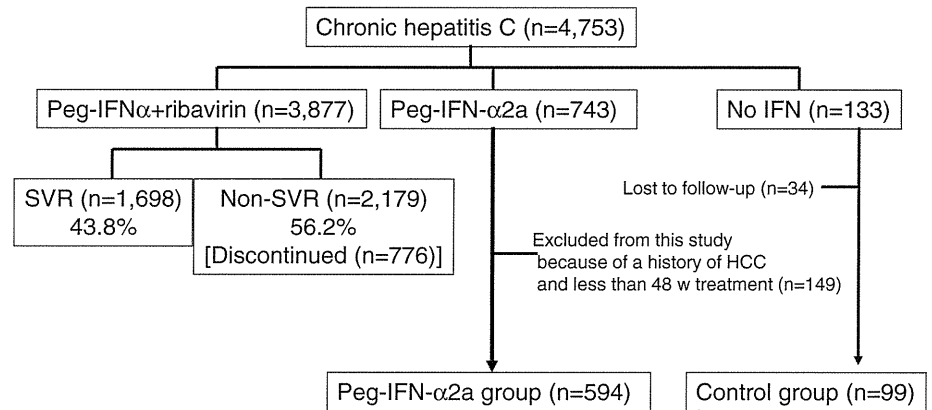 Chronic hepatitis C (n=4,753)
Peg-IFNα+ribavirin (n=3,877)
Peg-IFN-α2a (n=743)
No IFN (n=133)
SVR (n=1,698)
43.8%
Non-SVR (n=2,179)
56.2%
[Discontinued (n=776)]
Lost to follow-up (n=34)
Excluded from this study
because of a history of HCC
and less than 48 w treatment (n=149)
Peg-IFN-α2a group (n=594)
Control group (n=99)